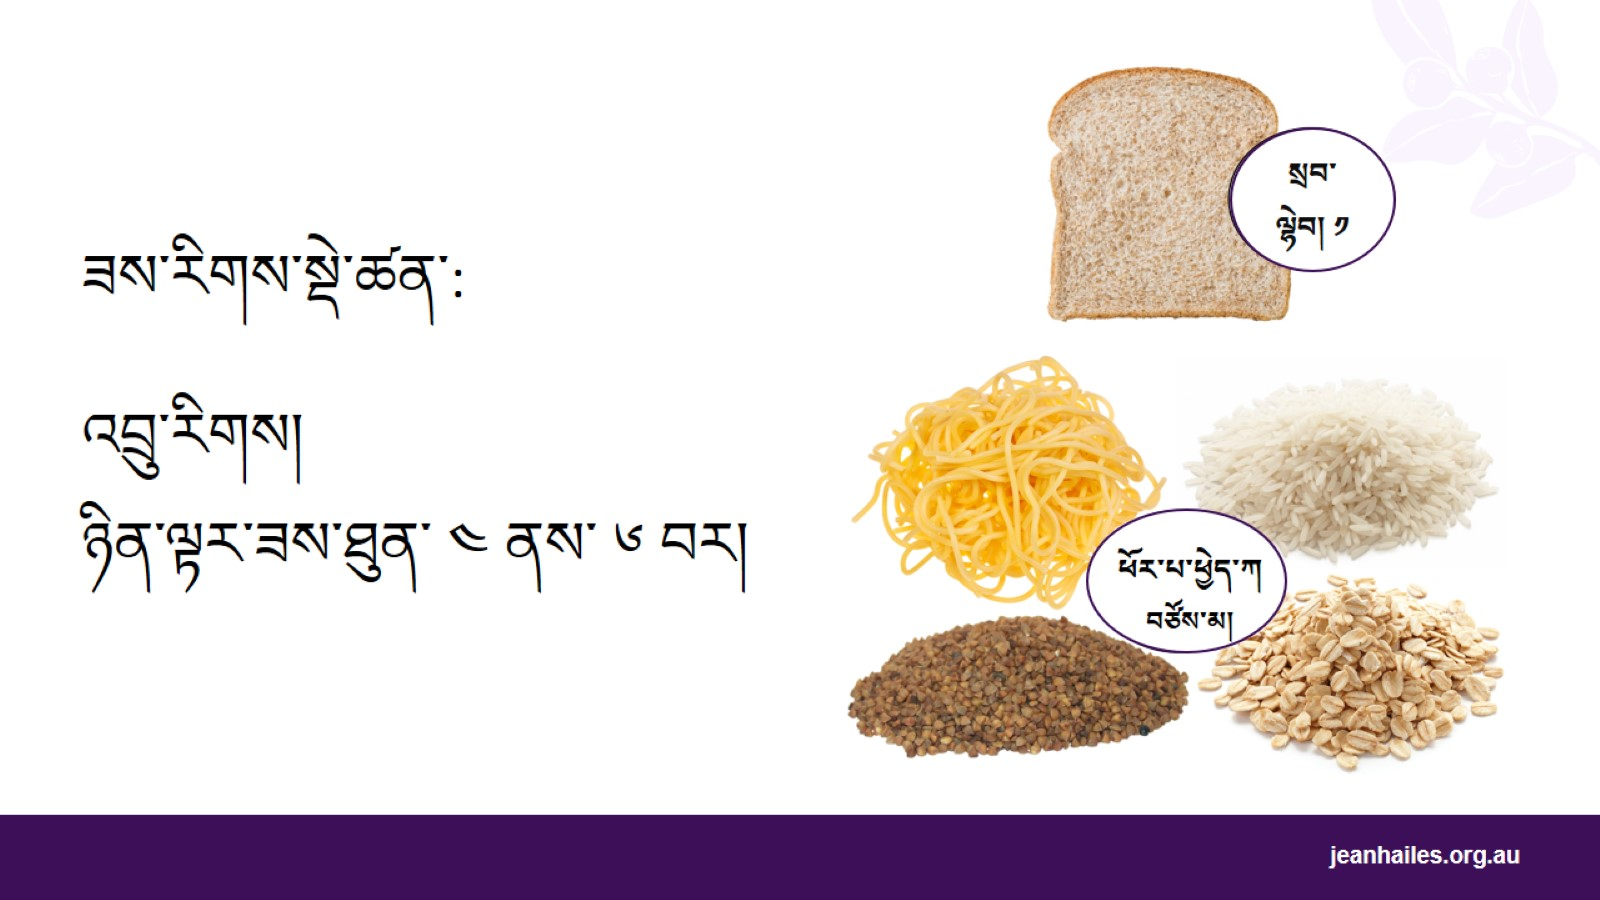 ཟས་རིགས་སྡེ་ཚན་:
འབྲུ་རིགས།
ཉིན་ལྟར་ཟས་ཐུན་ ༤ ནས་ ༦ བར།
སྲབ་
ལྷེབ། ༡
ཕོར་པ་ཕྱེད་ཀ
བཙོས་མ།
jeanhailes.org.au